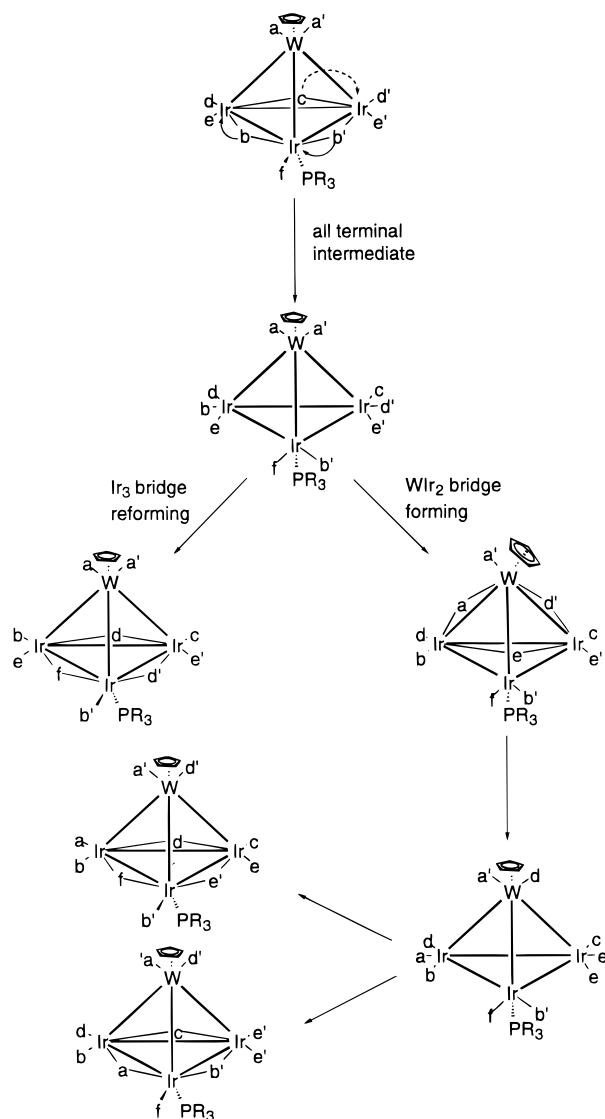 a a'
W
d c d'
Ir Ir
e b b' e'
Ir
f PR3
all terminal
intermediate
a a'
W
d c
b Ir Ir d'
e e'
Ir
f b'
PR3
Ir3 bridge
reforming
WIr2 bridge
forming
a a'
W
b d c
Ir Ir
e f d' e'
Ir
b' PR3
a'
W
a d'
d Ir Ir c
b e e'
Ir
f b'
PR3
a' d'
W
a d c
Ir Ir
b f e' e
Ir
b' PR3
a' d
W
d c
a Ir Ir e
b e
Ir
f b'
PR3
'a d'
W
d c e'
Ir Ir
b a b' e'
Ir
f PR3